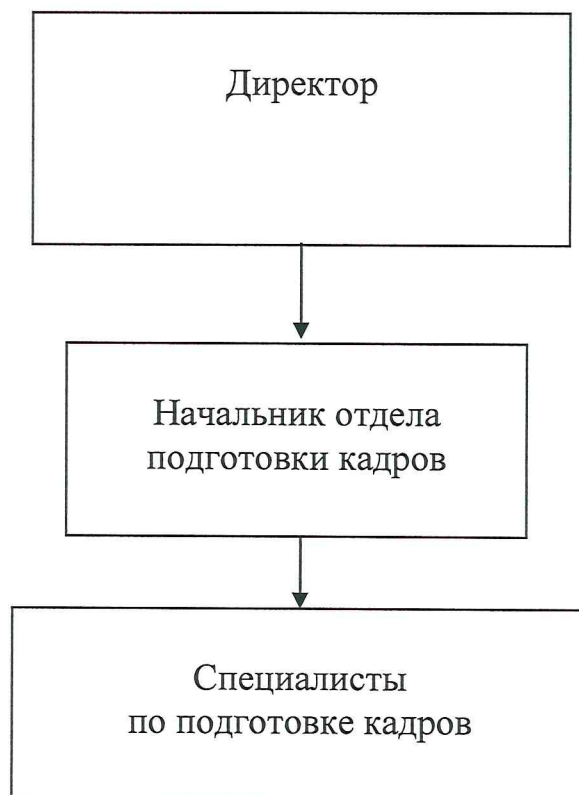 Директор
Начальник отдела
подготовки кадров
Специалисты
по подготовке кадров